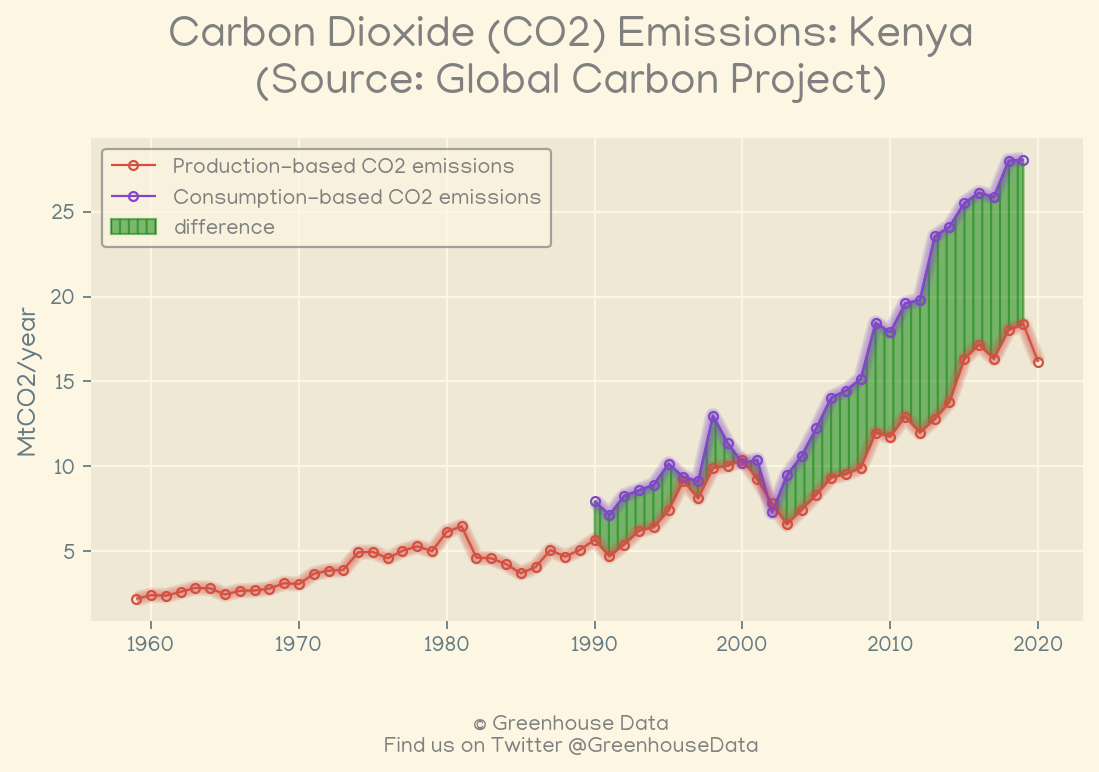 Carbon Dioxide (CO2) Emissions: Kenya
(Source: Global Carbon Project)
Production-based CO2 emissions
Consumption-based CO2 emissions
difference
MtCO2/year
25
20
15
10
5
1960 1970 1980 1990 2000 2010 2020
© Greenhouse Data
Find us on Twitter @GreenhouseData